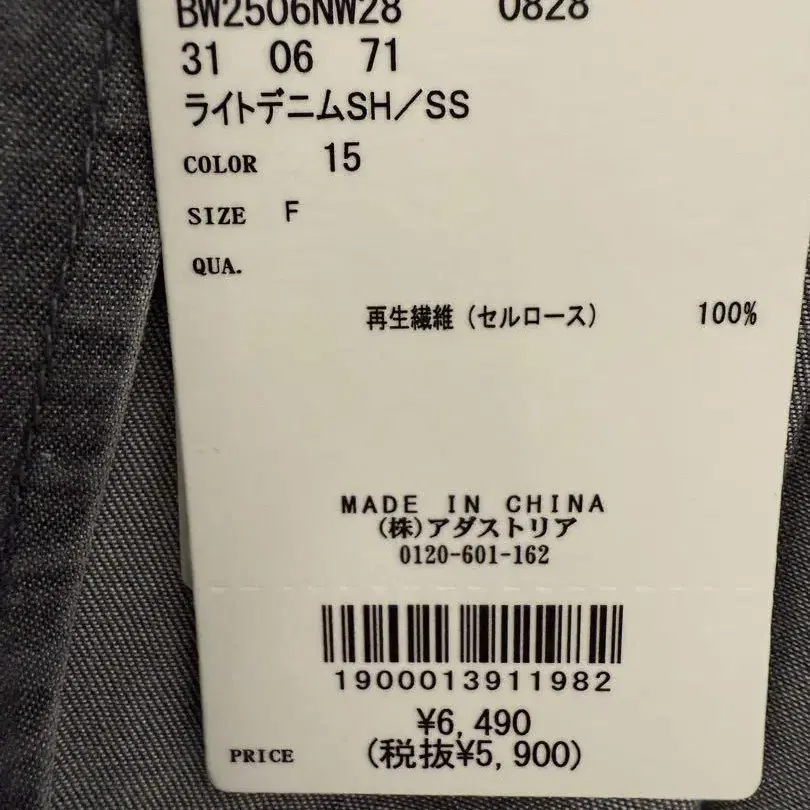 BW2506NW28 0828
31 06 71
ライトデニムSH／SS
COLOR 15
SIZE F
QUA.
再生繊維（セルロース） 100%
MADE IN CHINA
(株)アダストリア
0120-601-162
1900013911982
¥6,490
PRICE (税抜¥5,900)